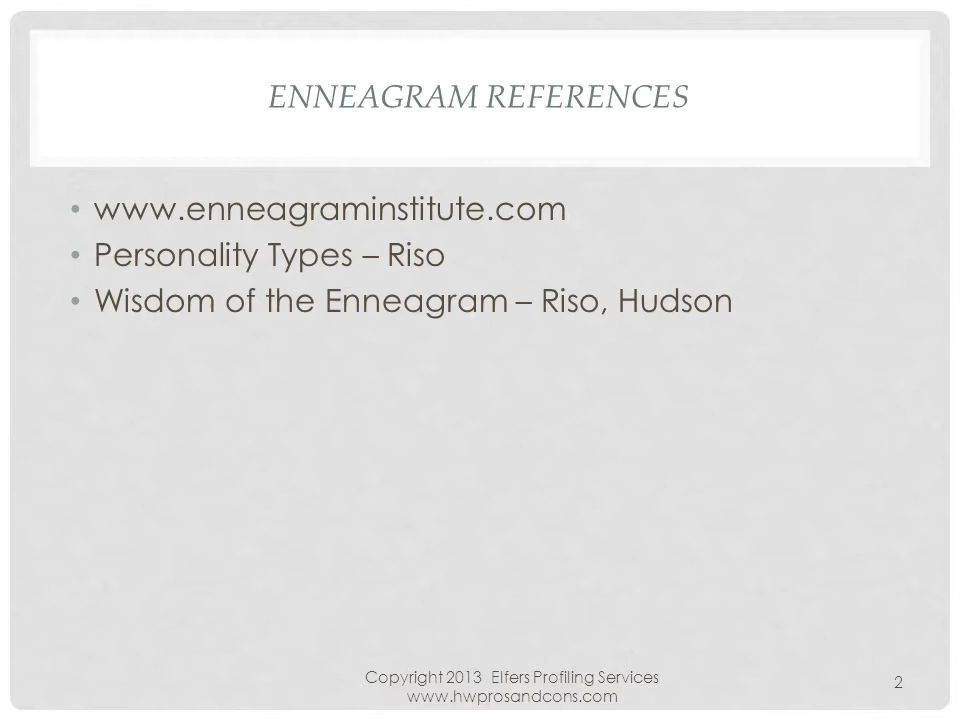 ENNEAGRAM REFERENCES
• www.enneagraminstitute.com
• Personality Types – Riso
• Wisdom of the Enneagram – Riso, Hudson
Copyright 2013 Elfers Profiling Services
www.hwprosandcons.com
2